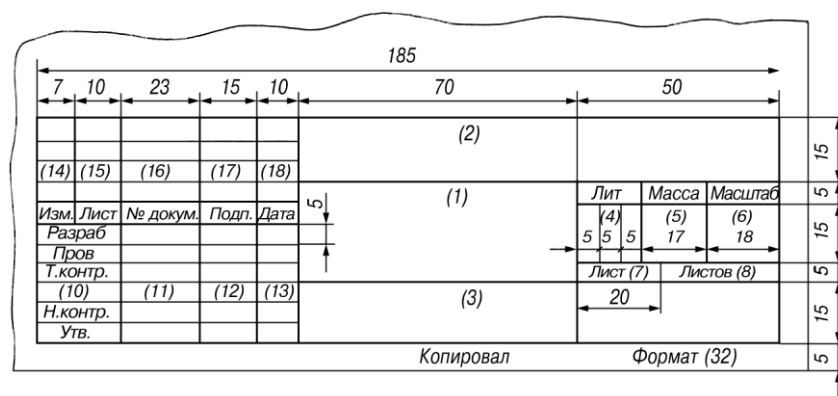 185
7 10 23 15 10 70 50
(2)
15
(14) (15) (16) (17) (18)
(1)
Лит Масса Масштаб
5
Изм. Лист № докум. Подп. Дата
5
(4) (5) (6)
5 5 5 17 18
15
Разраб
Пров
Т.контр.
Лист (7) Листов (8)
5
(10) (11) (12) (13)
(3)
20
15
Н.контр.
Утв.
Копировал Формат (32)
5